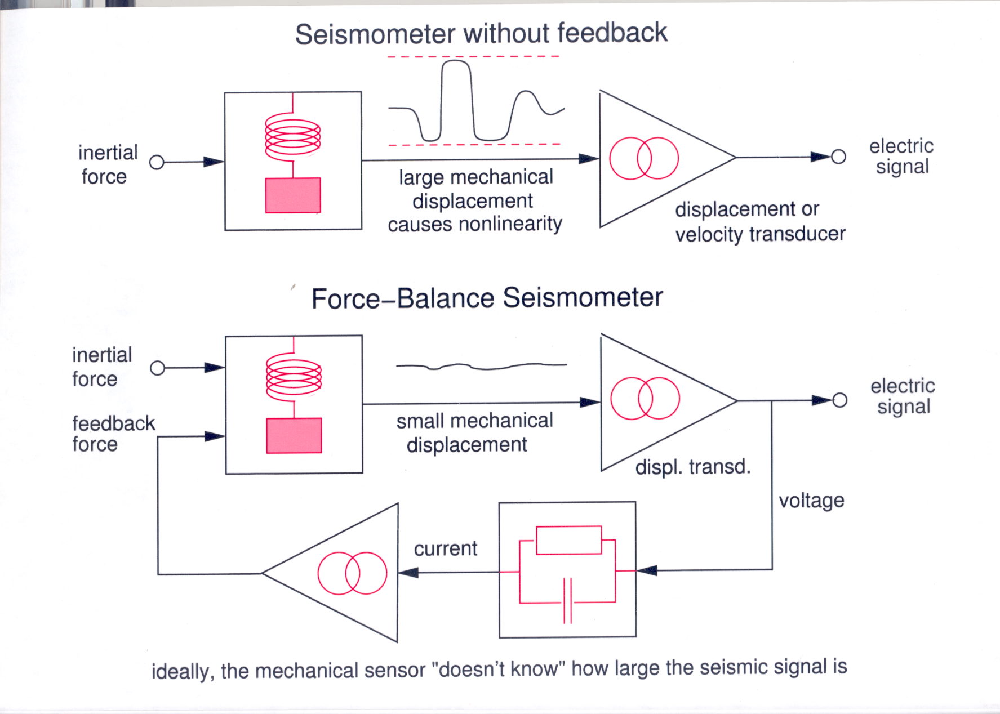 Seismometer without feedback
inertial
force
large mechanical
displacement
causes nonlinearity
displacement or
velocity transducer
electric
signal
Force–Balance Seismometer
inertial
force
feedback
force
small mechanical
displacement
displ. transd.
electric
signal
voltage
current
ideally, the mechanical sensor "doesn't know" how large the seismic signal is